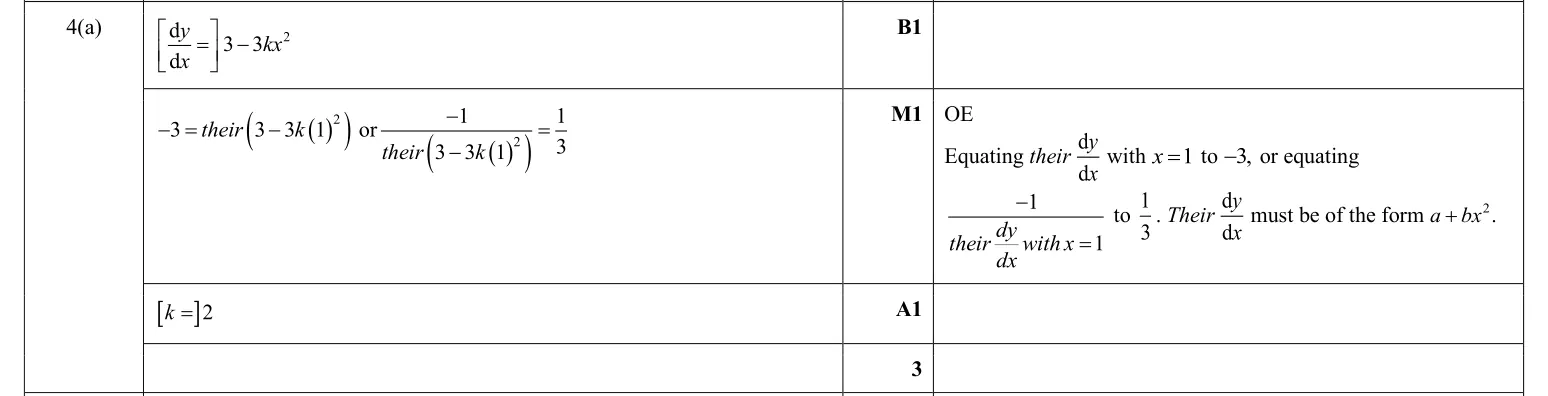 4(a)
[dy/dx =] 3 − 3kx²
B1
−3 = their(3 − 3k(1)²) or −1/their(3 − 3k(1)²) = 1/3
M1
OE
Equating their dy/dx with x = 1 to −3, or equating
−1/(their dy/dx with x = 1) to 1/3. Their dy/dx must be of the form a + bx².
[k =] 2
A1
3